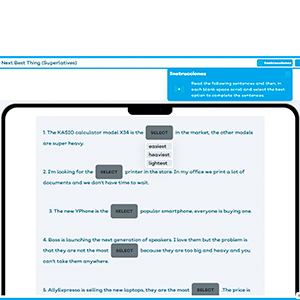 Next Best Thing (Superlatives)
Instrucciones
Instrucciones
Read the following sentences and then, in
each blank space scroll and select the best
option to complete the sentences.
1. The KASIO calculator model X34 is the SELECT in the market, the other models
are super heavy.
easiest
heaviest
lightest
2. I'm looking for the SELECT printer in the store. In my office we print a lot of
documents and we don't have time to wait.
3. The new YPhone is the SELECT popular smartphone, everyone is buying one.
4. Boss is launching the next generation of speakers. I love them but the problem is
that they are not the most SELECT because they are too big and heavy and you
can't take them anywhere.
5. AllyExpresso is selling the new laptops, they are the most SELECT .The price is